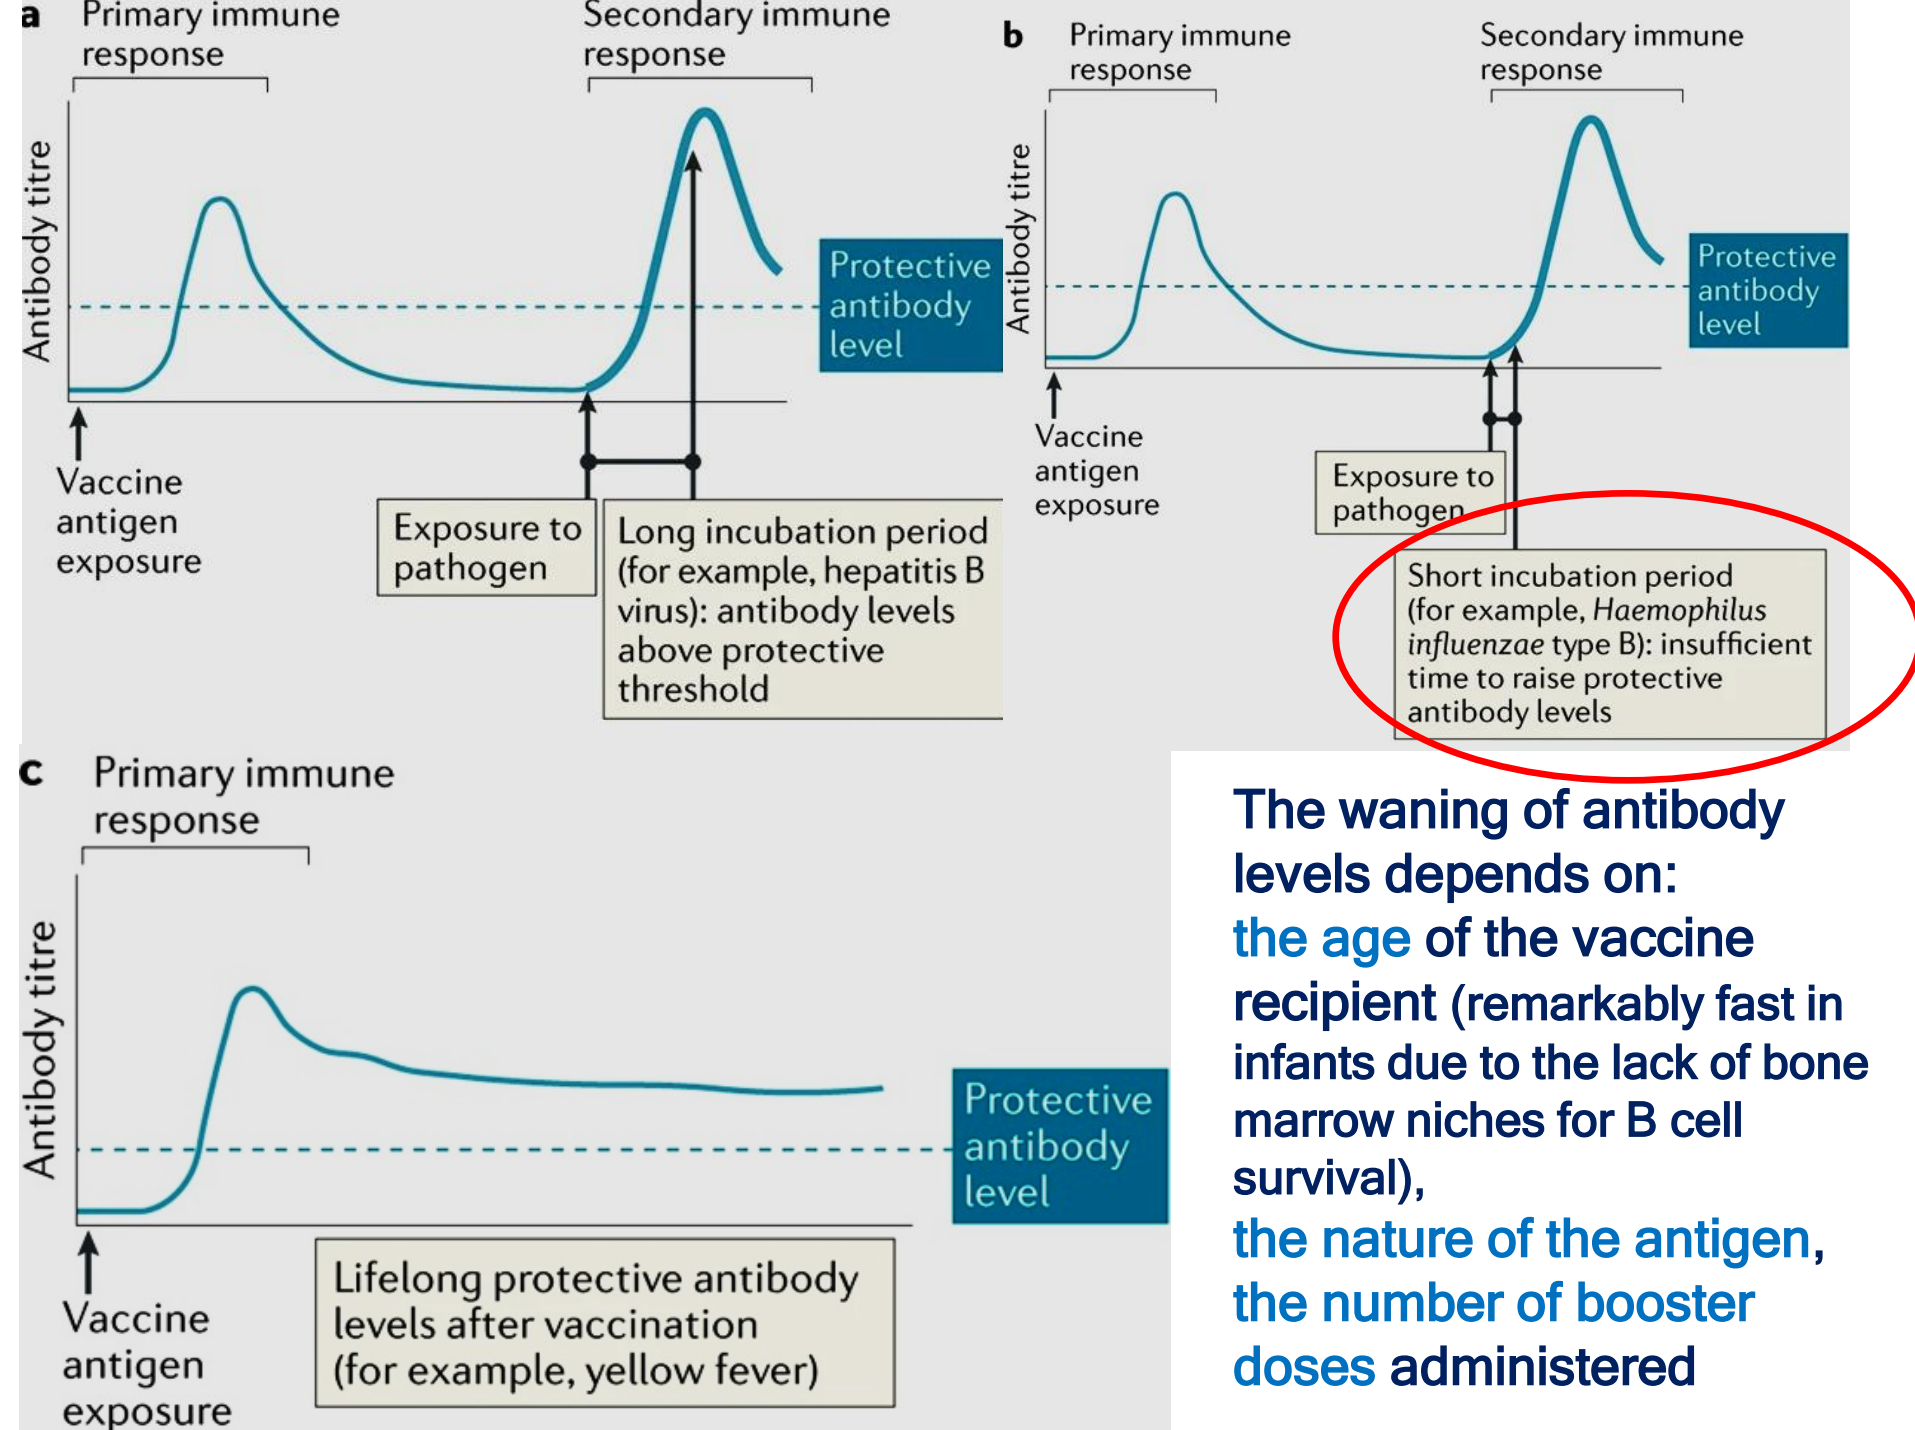 a
Primary immune
response
Secondary immune
response
Antibody titre
Protective
antibody
level
Vaccine
antigen
exposure
Exposure to
pathogen
Long incubation period
(for example, hepatitis B
virus): antibody levels
above protective
threshold
b
Primary immune
response
Secondary immune
response
Antibody titre
Protective
antibody
level
Vaccine
antigen
exposure
Exposure to
pathogen
Short incubation period
(for example, Haemophilus
influenzae type B): insufficient
time to raise protective
antibody levels
c
Primary immune
response
Antibody titre
Protective
antibody
level
Vaccine
antigen
exposure
Lifelong protective antibody
levels after vaccination
(for example, yellow fever)
The waning of antibody
levels depends on:
the age of the vaccine
recipient (remarkably fast in
infants due to the lack of bone
marrow niches for B cell
survival),
the nature of the antigen,
the number of booster
doses administered